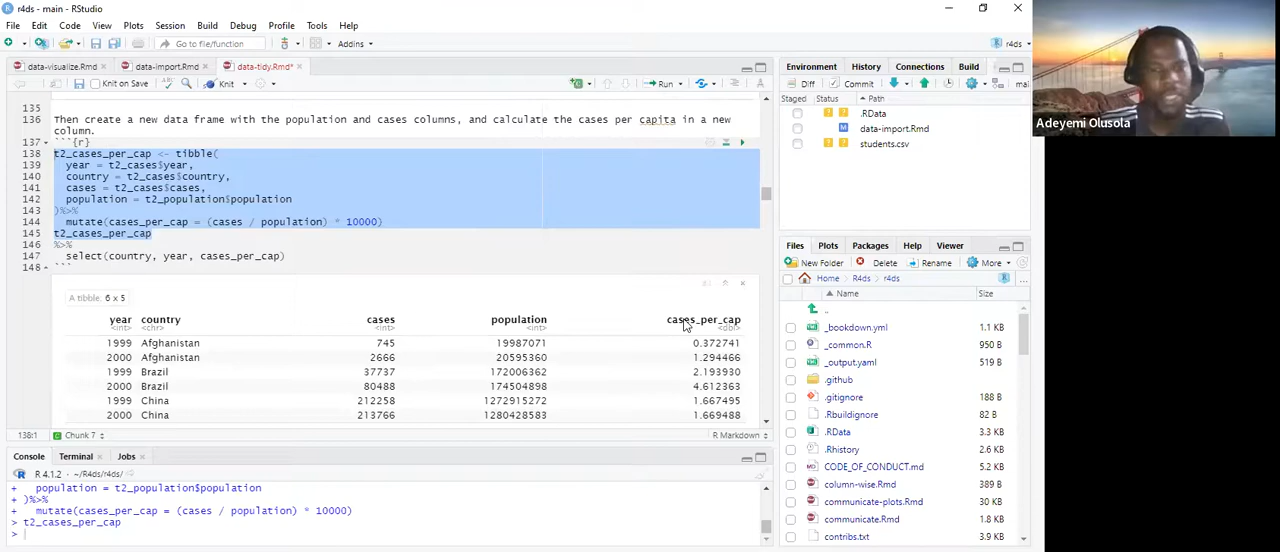 r4ds - main - RStudio
File Edit Code View Plots Session Build Debug Profile Tools Help
Go to file/function Addins r4ds
data-visualize.Rmd data-import.Rmd data-tidy.Rmd*
Knit on Save Knit Run
135
136 Then create a new data frame with the population and cases columns, and calculate the cases per capita in a new
column.
137 ```{r}
138 t2_cases_per_cap <- tibble(
139 year = t2_cases$year,
140 country = t2_cases$country,
141 cases = t2_cases$cases,
142 population = t2_population$population
143 )%>%
144 mutate(cases_per_cap = (cases / population) * 10000)
145 t2_cases_per_cap
146 %>%
147 select(country, year, cases_per_cap)
148 ```
A tibble: 6 x 5
year country cases population cases_per_cap
<int> <chr> <int> <int> <dbl>
1999 Afghanistan 745 19987071 0.372741
2000 Afghanistan 2666 20595360 1.294466
1999 Brazil 37737 172006362 2.193930
2000 Brazil 80488 174504898 4.612363
1999 China 212258 1272915272 1.667495
2000 China 213766 1280428583 1.669488
138:1 Chunk 7 R Markdown
Console Terminal Jobs
R 4.1.2 · ~/R4ds/r4ds/
+ population = t2_population$population
+ )%>%
+ mutate(cases_per_cap = (cases / population) * 10000)
> t2_cases_per_cap
>
Environment History Connections Build
Diff Commit mai
Staged Status Path
? ? .RData
M data-import.Rmd
? ? students.csv
Files Plots Packages Help Viewer
New Folder Delete Rename More
Home R4ds r4ds ...
Name Size
..
_bookdown.yml 1.1 KB
_common.R 950 B
_output.yaml 519 B
.github
.gitignore 188 B
.Rbuildignore 82 B
.RData 3.3 KB
.Rhistory 2.6 KB
CODE_OF_CONDUCT.md 5.2 KB
column-wise.Rmd 389 B
communicate-plots.Rmd 30 KB
communicate.Rmd 1.8 KB
contribs.txt 3.9 KB
Adeyemi Olusola